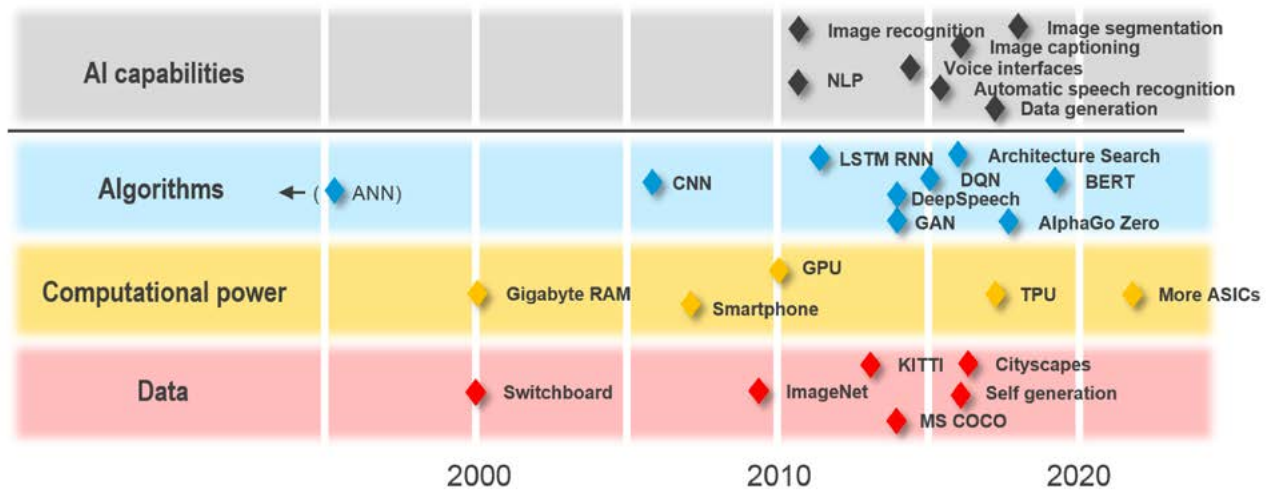 Image recognition
Image segmentation
Image captioning
AI capabilities
NLP
Voice interfaces
Automatic speech recognition
Data generation
LSTM RNN
Architecture Search
Algorithms
( ANN)
CNN
DQN
BERT
DeepSpeech
GAN
AlphaGo Zero
GPU
Computational power
Gigabyte RAM
Smartphone
TPU
More ASICs
KITTI
Cityscapes
Data
Switchboard
ImageNet
Self generation
MS COCO
2000
2010
2020